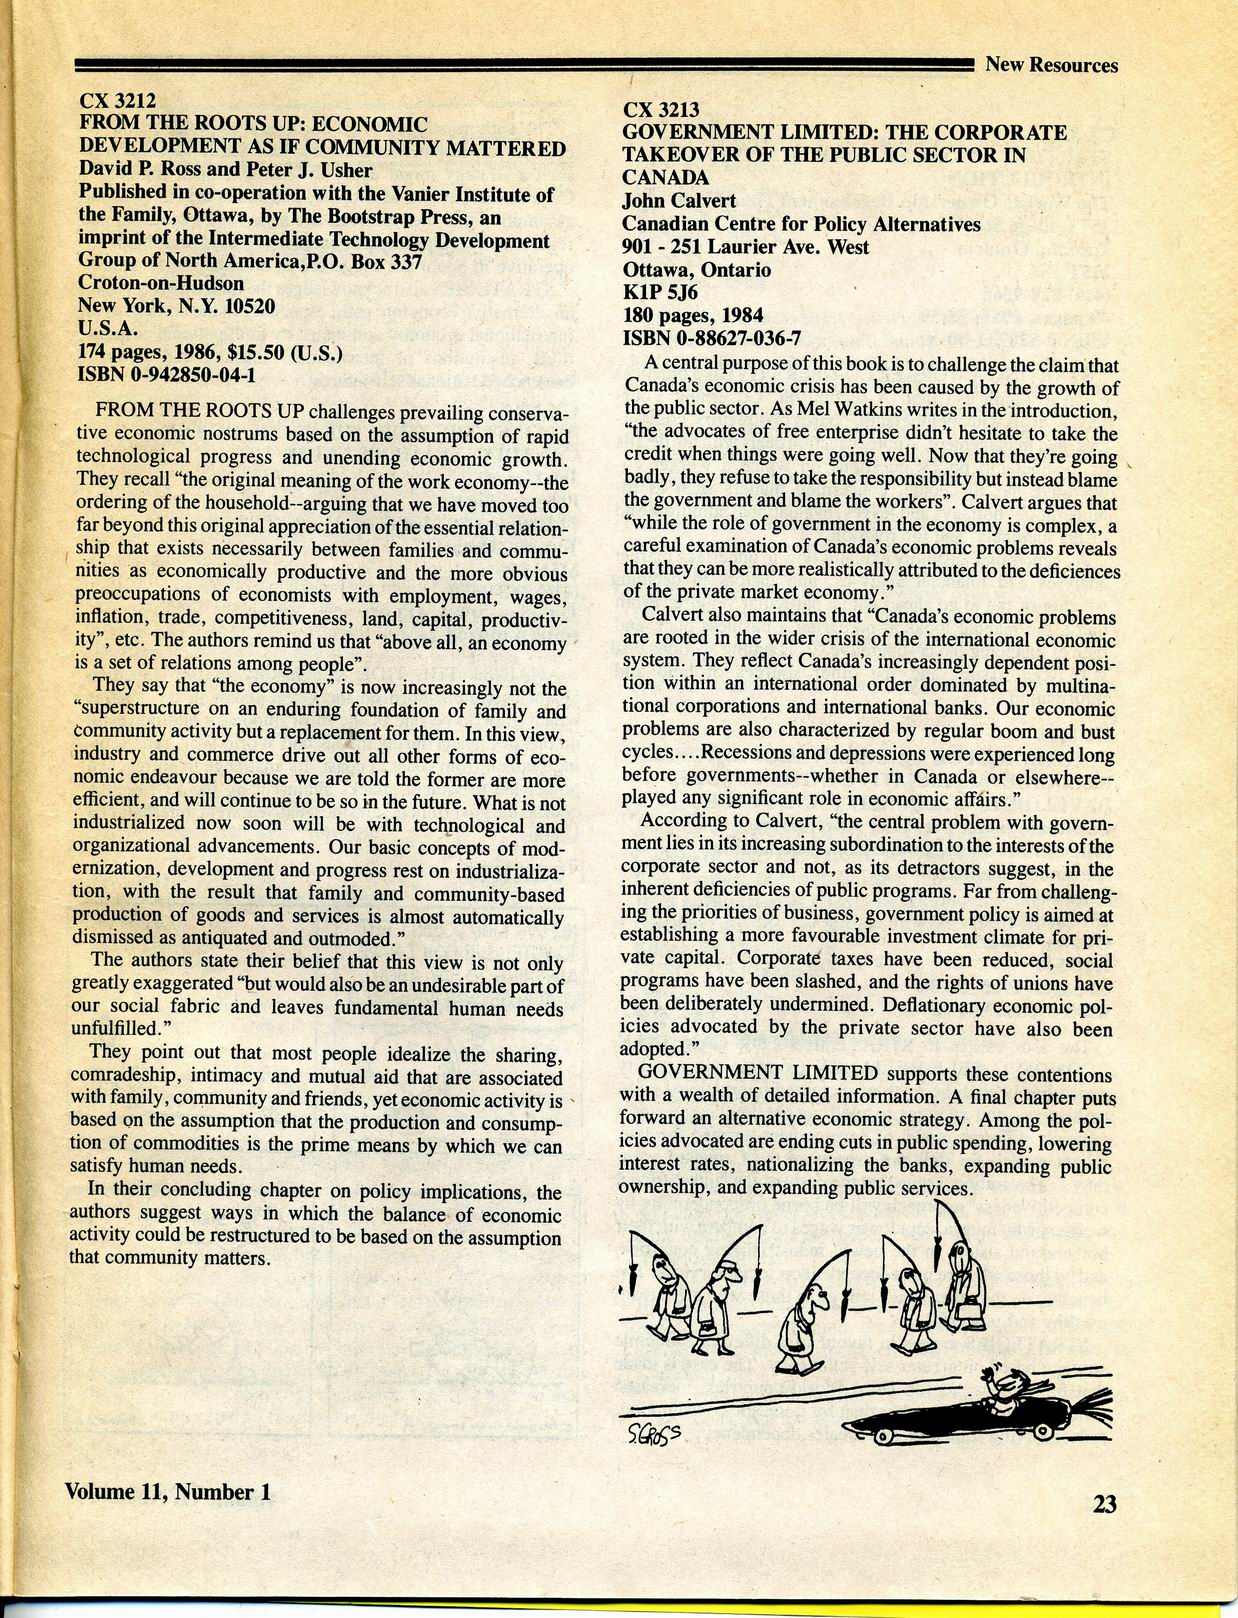 New Resources
CX 3212
FROM THE ROOTS UP: ECONOMIC
DEVELOPMENT AS IF COMMUNITY MATTERED
David P. Ross and Peter J. Usher
Published in co-operation with the Vanier Institute of
the Family, Ottawa, by The Bootstrap Press, an
imprint of the Intermediate Technology Development
Group of North America,P.O. Box 337
Croton-on-Hudson
New York, N.Y. 10520
U.S.A.
174 pages, 1986, $15.50 (U.S.)
ISBN 0-942850-04-1
FROM THE ROOTS UP challenges prevailing conserva-
tive economic nostrums based on the assumption of rapid
technological progress and unending economic growth.
They recall “the original meaning of the work economy--the
ordering of the household--arguing that we have moved too
far beyond this original appreciation of the essential relation-
ship that exists necessarily between families and commu-
nities as economically productive and the more obvious
preoccupations of economists with employment, wages,
inflation, trade, competitiveness, land, capital, productiv-
ity”, etc. The authors remind us that “above all, an economy
is a set of relations among people”.
They say that “the economy” is now increasingly not the
“superstructure on an enduring foundation of family and
community activity but a replacement for them. In this view,
industry and commerce drive out all other forms of eco-
nomic endeavour because we are told the former are more
efficient, and will continue to be so in the future. What is not
industrialized now soon will be with technological and
organizational advancements. Our basic concepts of mod-
ernization, development and progress rest on industrializa-
tion, with the result that family and community-based
production of goods and services is almost automatically
dismissed as antiquated and outmoded.”
The authors state their belief that this view is not only
greatly exaggerated “but would also be an undesirable part of
our social fabric and leaves fundamental human needs
unfulfilled.”
They point out that most people idealize the sharing,
comradeship, intimacy and mutual aid that are associated
with family, community and friends, yet economic activity is
based on the assumption that the production and consump-
tion of commodities is the prime means by which we can
satisfy human needs.
In their concluding chapter on policy implications, the
authors suggest ways in which the balance of economic
activity could be restructured to be based on the assumption
that community matters.
CX 3213
GOVERNMENT LIMITED: THE CORPORATE
TAKEOVER OF THE PUBLIC SECTOR IN
CANADA
John Calvert
Canadian Centre for Policy Alternatives
901 - 251 Laurier Ave. West
Ottawa, Ontario
K1P 5J6
180 pages, 1984
ISBN 0-88627-036-7
A central purpose of this book is to challenge the claim that
Canada’s economic crisis has been caused by the growth of
the public sector. As Mel Watkins writes in the introduction,
“the advocates of free enterprise didn’t hesitate to take the
credit when things were going well. Now that they’re going
badly, they refuse to take the responsibility but instead blame
the government and blame the workers”. Calvert argues that
“while the role of government in the economy is complex, a
careful examination of Canada’s economic problems reveals
that they can be more realistically attributed to the deficiences
of the private market economy.”
Calvert also maintains that “Canada’s economic problems
are rooted in the wider crisis of the international economic
system. They reflect Canada’s increasingly dependent posi-
tion within an international order dominated by multina-
tional corporations and international banks. Our economic
problems are also characterized by regular boom and bust
cycles....Recessions and depressions were experienced long
before governments--whether in Canada or elsewhere--
played any significant role in economic affairs.”
According to Calvert, “the central problem with govern-
ment lies in its increasing subordination to the interests of the
corporate sector and not, as its detractors suggest, in the
inherent deficiencies of public programs. Far from challeng-
ing the priorities of business, government policy is aimed at
establishing a more favourable investment climate for pri-
vate capital. Corporate taxes have been reduced, social
programs have been slashed, and the rights of unions have
been deliberately undermined. Deflationary economic pol-
icies advocated by the private sector have also been
adopted.”
GOVERNMENT LIMITED supports these contentions
with a wealth of detailed information. A final chapter puts
forward an alternative economic strategy. Among the pol-
icies advocated are ending cuts in public spending, lowering
interest rates, nationalizing the banks, expanding public
ownership, and expanding public services.
S.GROSS
Volume 11, Number 1
23